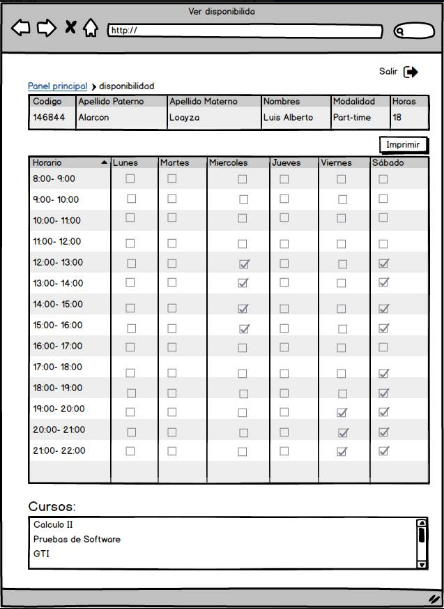 Ver disponibilida
http://
Salir
Panel principal > disponibilidad
Codigo Apellido Paterno Apellido Materno Nombres Modalidad Horas
146844 Alarcon Loayza Luis Alberto Part-time 18
Imprimir
Horario Lunes Martes Miercoles Jueves Viernes Sábado
8:00- 9:00
9:00- 10:00
10:00- 11:00
11:00- 12:00
12:00- 13:00
13:00- 14:00
14:00- 15:00
15:00- 16:00
16:00- 17:00
17:00- 18:00
18:00- 19:00
19:00- 20:00
20:00- 21:00
21:00- 22:00
Cursos:
Calculo II
Pruebas de Software
GTI